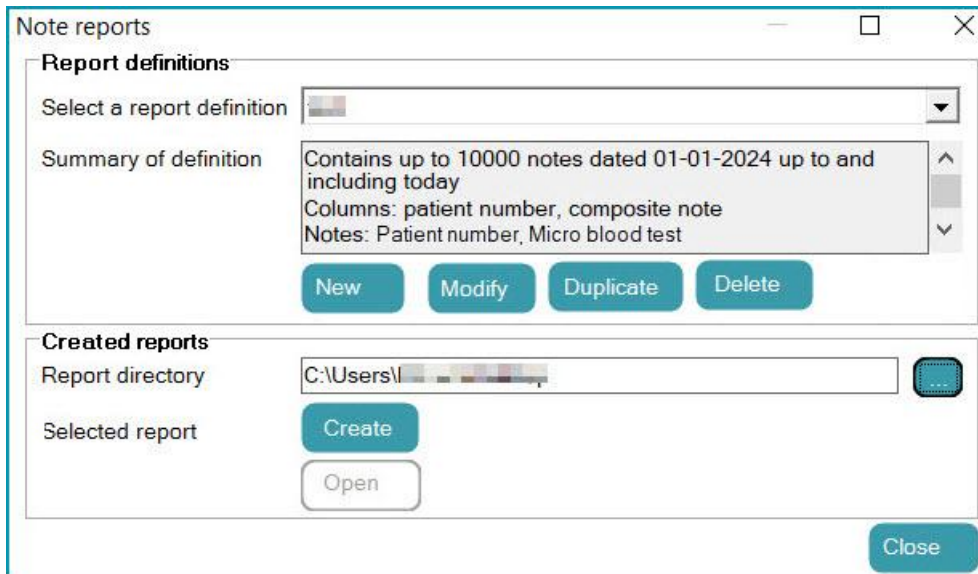 Note reports
Report definitions
Select a report definition
Summary of definition
Contains up to 10000 notes dated 01-01-2024 up to and
including today
Columns: patient number, composite note
Notes: Patient number, Micro blood test
New Modify Duplicate Delete
Created reports
Report directory C:\Users\
...
Selected report Create
Open
Close